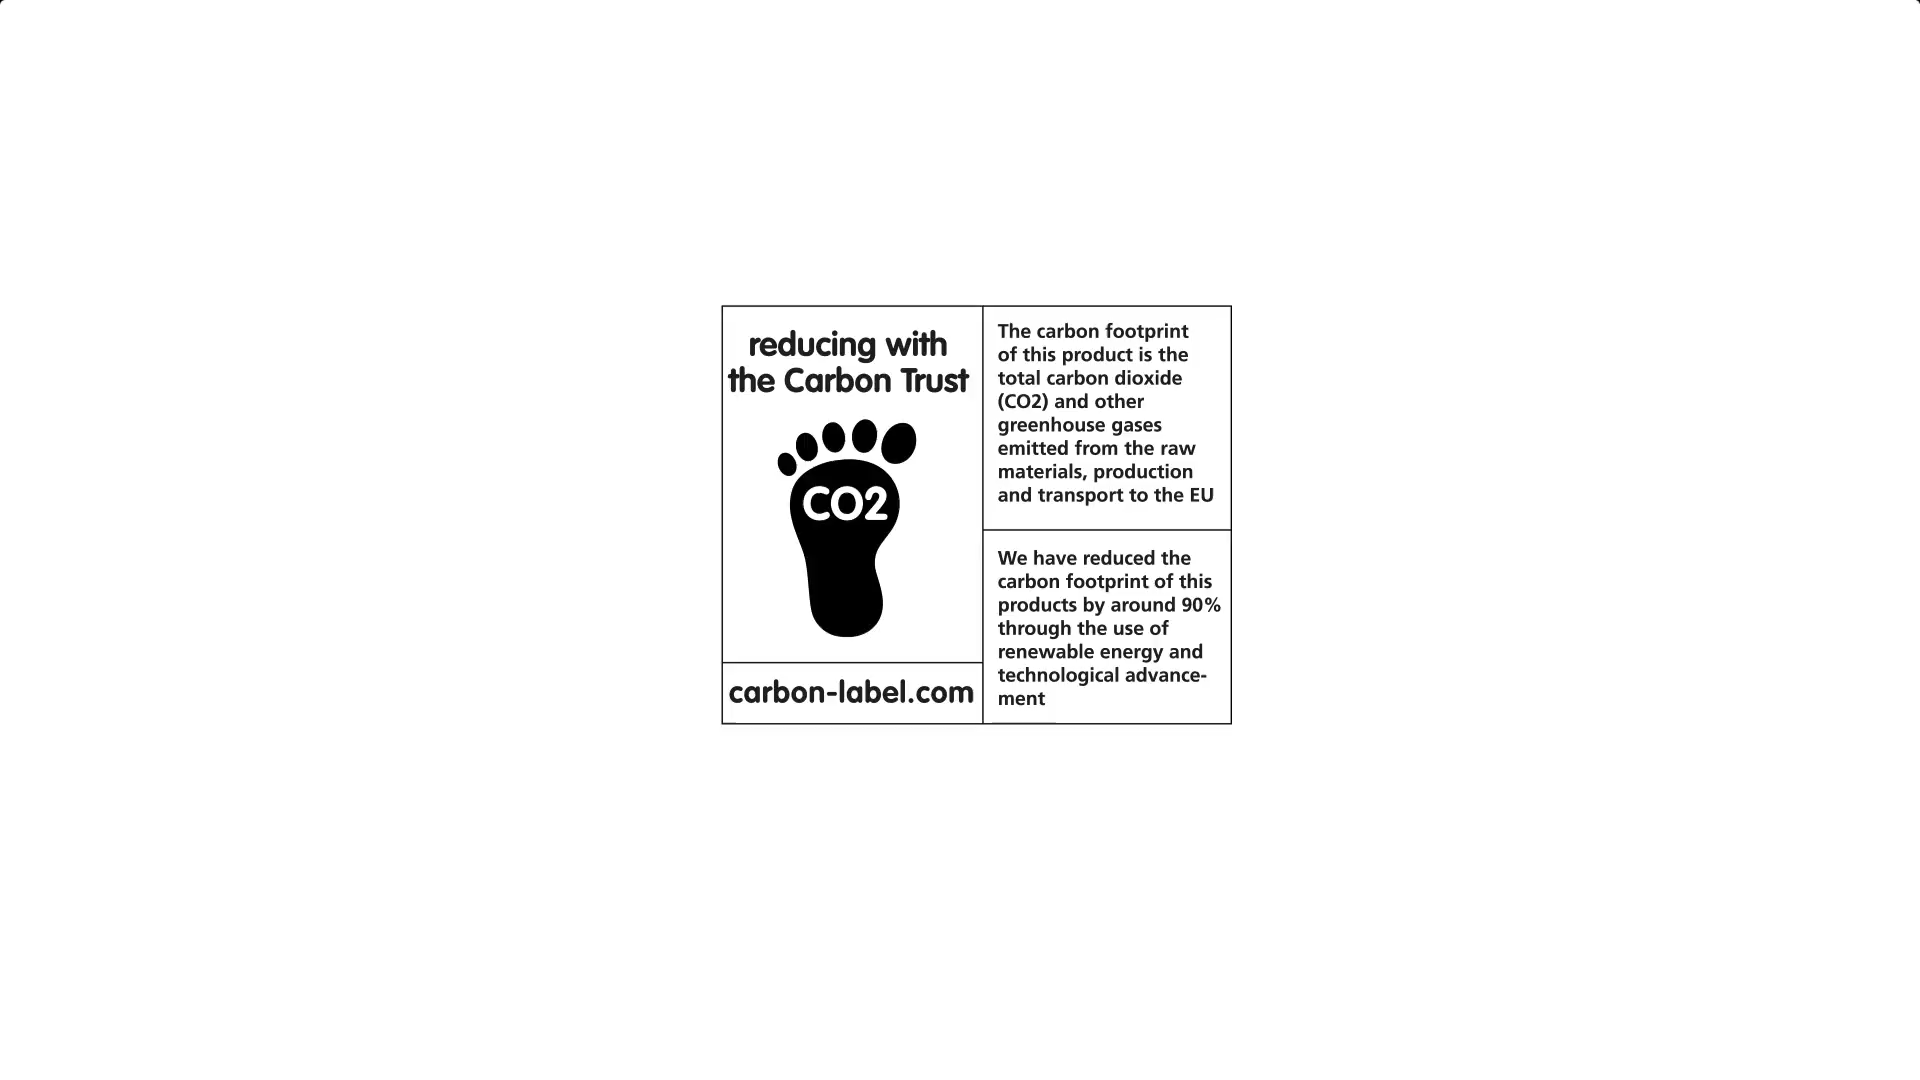 reducing with
the Carbon Trust
CO2
carbon-label.com
The carbon footprint
of this product is the
total carbon dioxide
(CO2) and other
greenhouse gases
emitted from the raw
materials, production
and transport to the EU
We have reduced the
carbon footprint of this
products by around 90%
through the use of
renewable energy and
technological advance-
ment